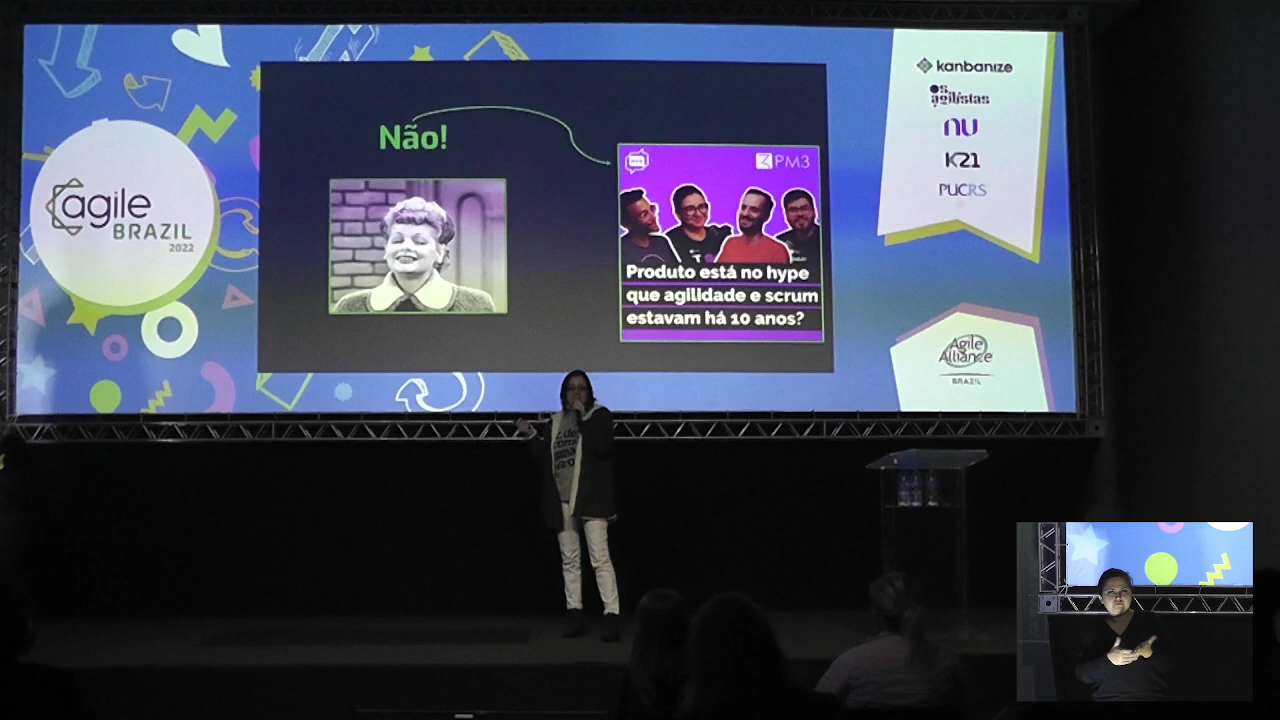 agile
BRAZIL
2022
Não!
PM3
Produto está no hype
que agilidade e scrum
estavam há 10 anos?
kanbanize
os
agilistas
nu
K21
PUCRS
Agile
Alliance
BRAZIL